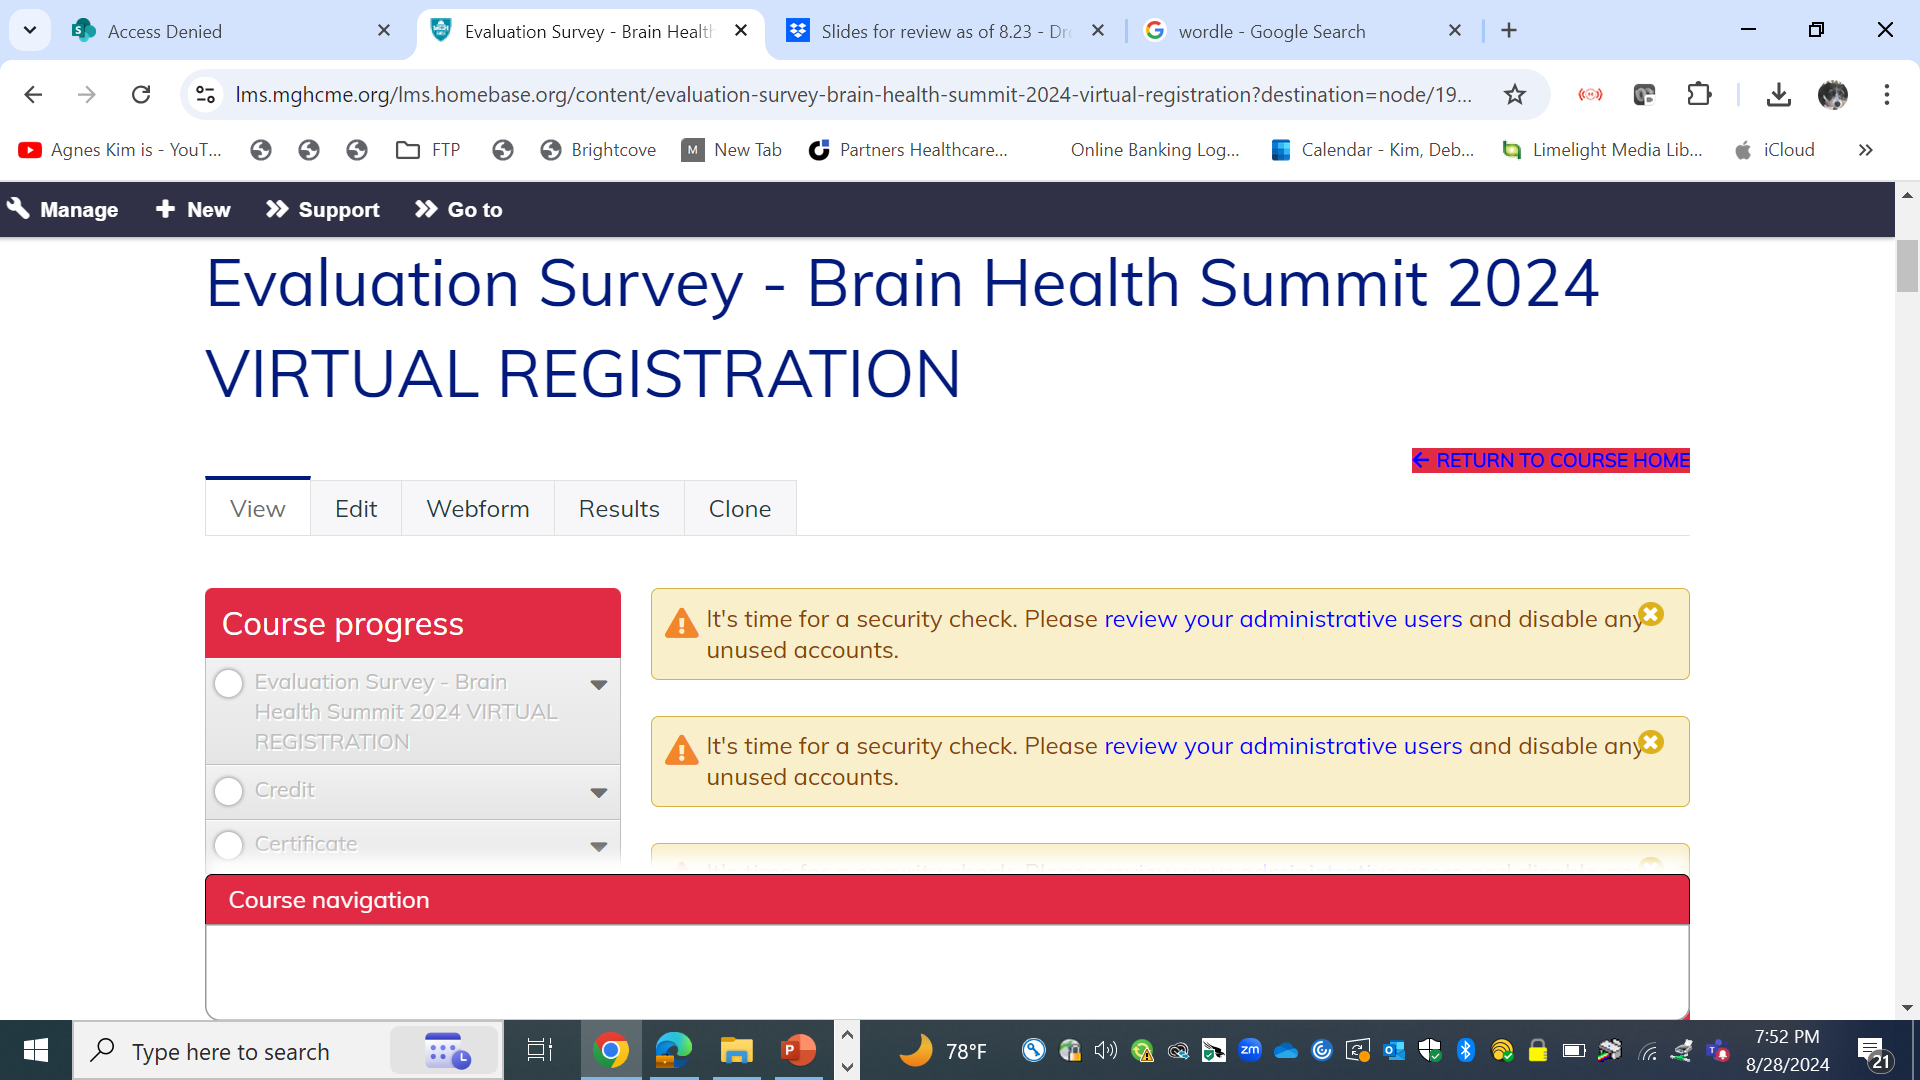 Access Denied
Evaluation Survey - Brain Healt
Slides for review as of 8.23 - Dr
wordle - Google Search
lms.mghcme.org/lms.homebase.org/content/evaluation-survey-brain-health-summit-2024-virtual-registration?destination=node/19...
Agnes Kim is - YouT...
FTP
Brightcove
M New Tab
Partners Healthcare...
Online Banking Log...
Calendar - Kim, Deb...
Limelight Media Lib...
iCloud
Manage
New
Support
Go to
Evaluation Survey - Brain Health Summit 2024
VIRTUAL REGISTRATION
RETURN TO COURSE HOME
View
Edit
Webform
Results
Clone
Course progress
Evaluation Survey - Brain
Health Summit 2024 VIRTUAL
REGISTRATION
Credit
Certificate
It's time for a security check. Please review your administrative users and disable any
unused accounts.
It's time for a security check. Please review your administrative users and disable any
unused accounts.
Course navigation
Type here to search
78°F
zm
7:52 PM
8/28/2024
21